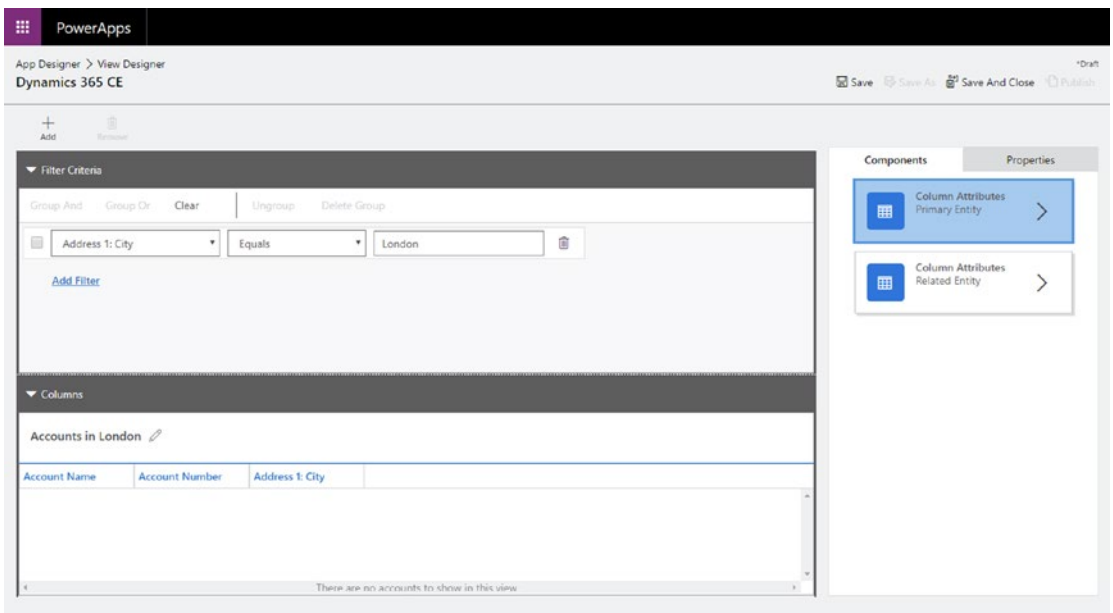 PowerApps
App Designer > View Designer
*Draft
Dynamics 365 CE
Save Save As Save And Close Publish
Add Remove
Components Properties
Filter Criteria
Group And Group Or Clear Ungroup Delete Group
Address 1: City Equals London
Add Filter
Column Attributes
Primary Entity
Column Attributes
Related Entity
Columns
Accounts in London
Account Name Account Number Address 1: City
There are no accounts to show in this view